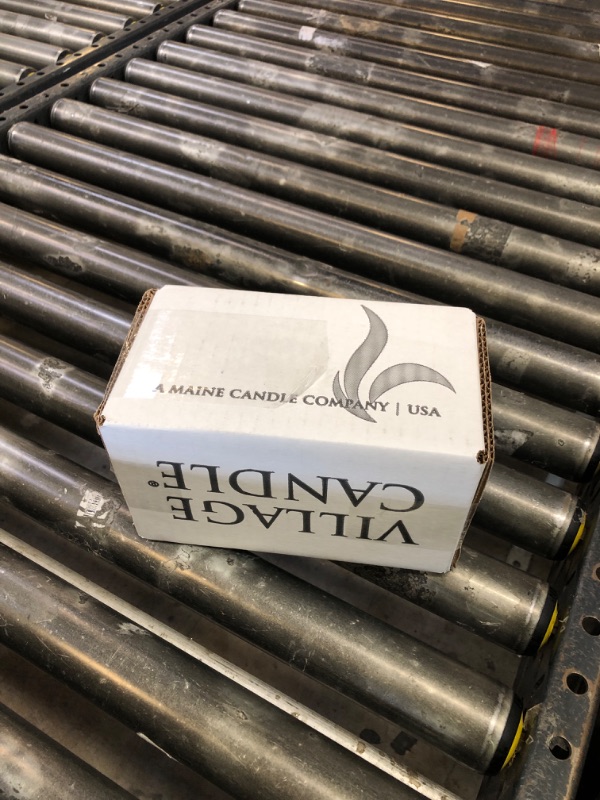 A MAINE CANDLE COMPANY | USA
VILLAGE
CANDLE®